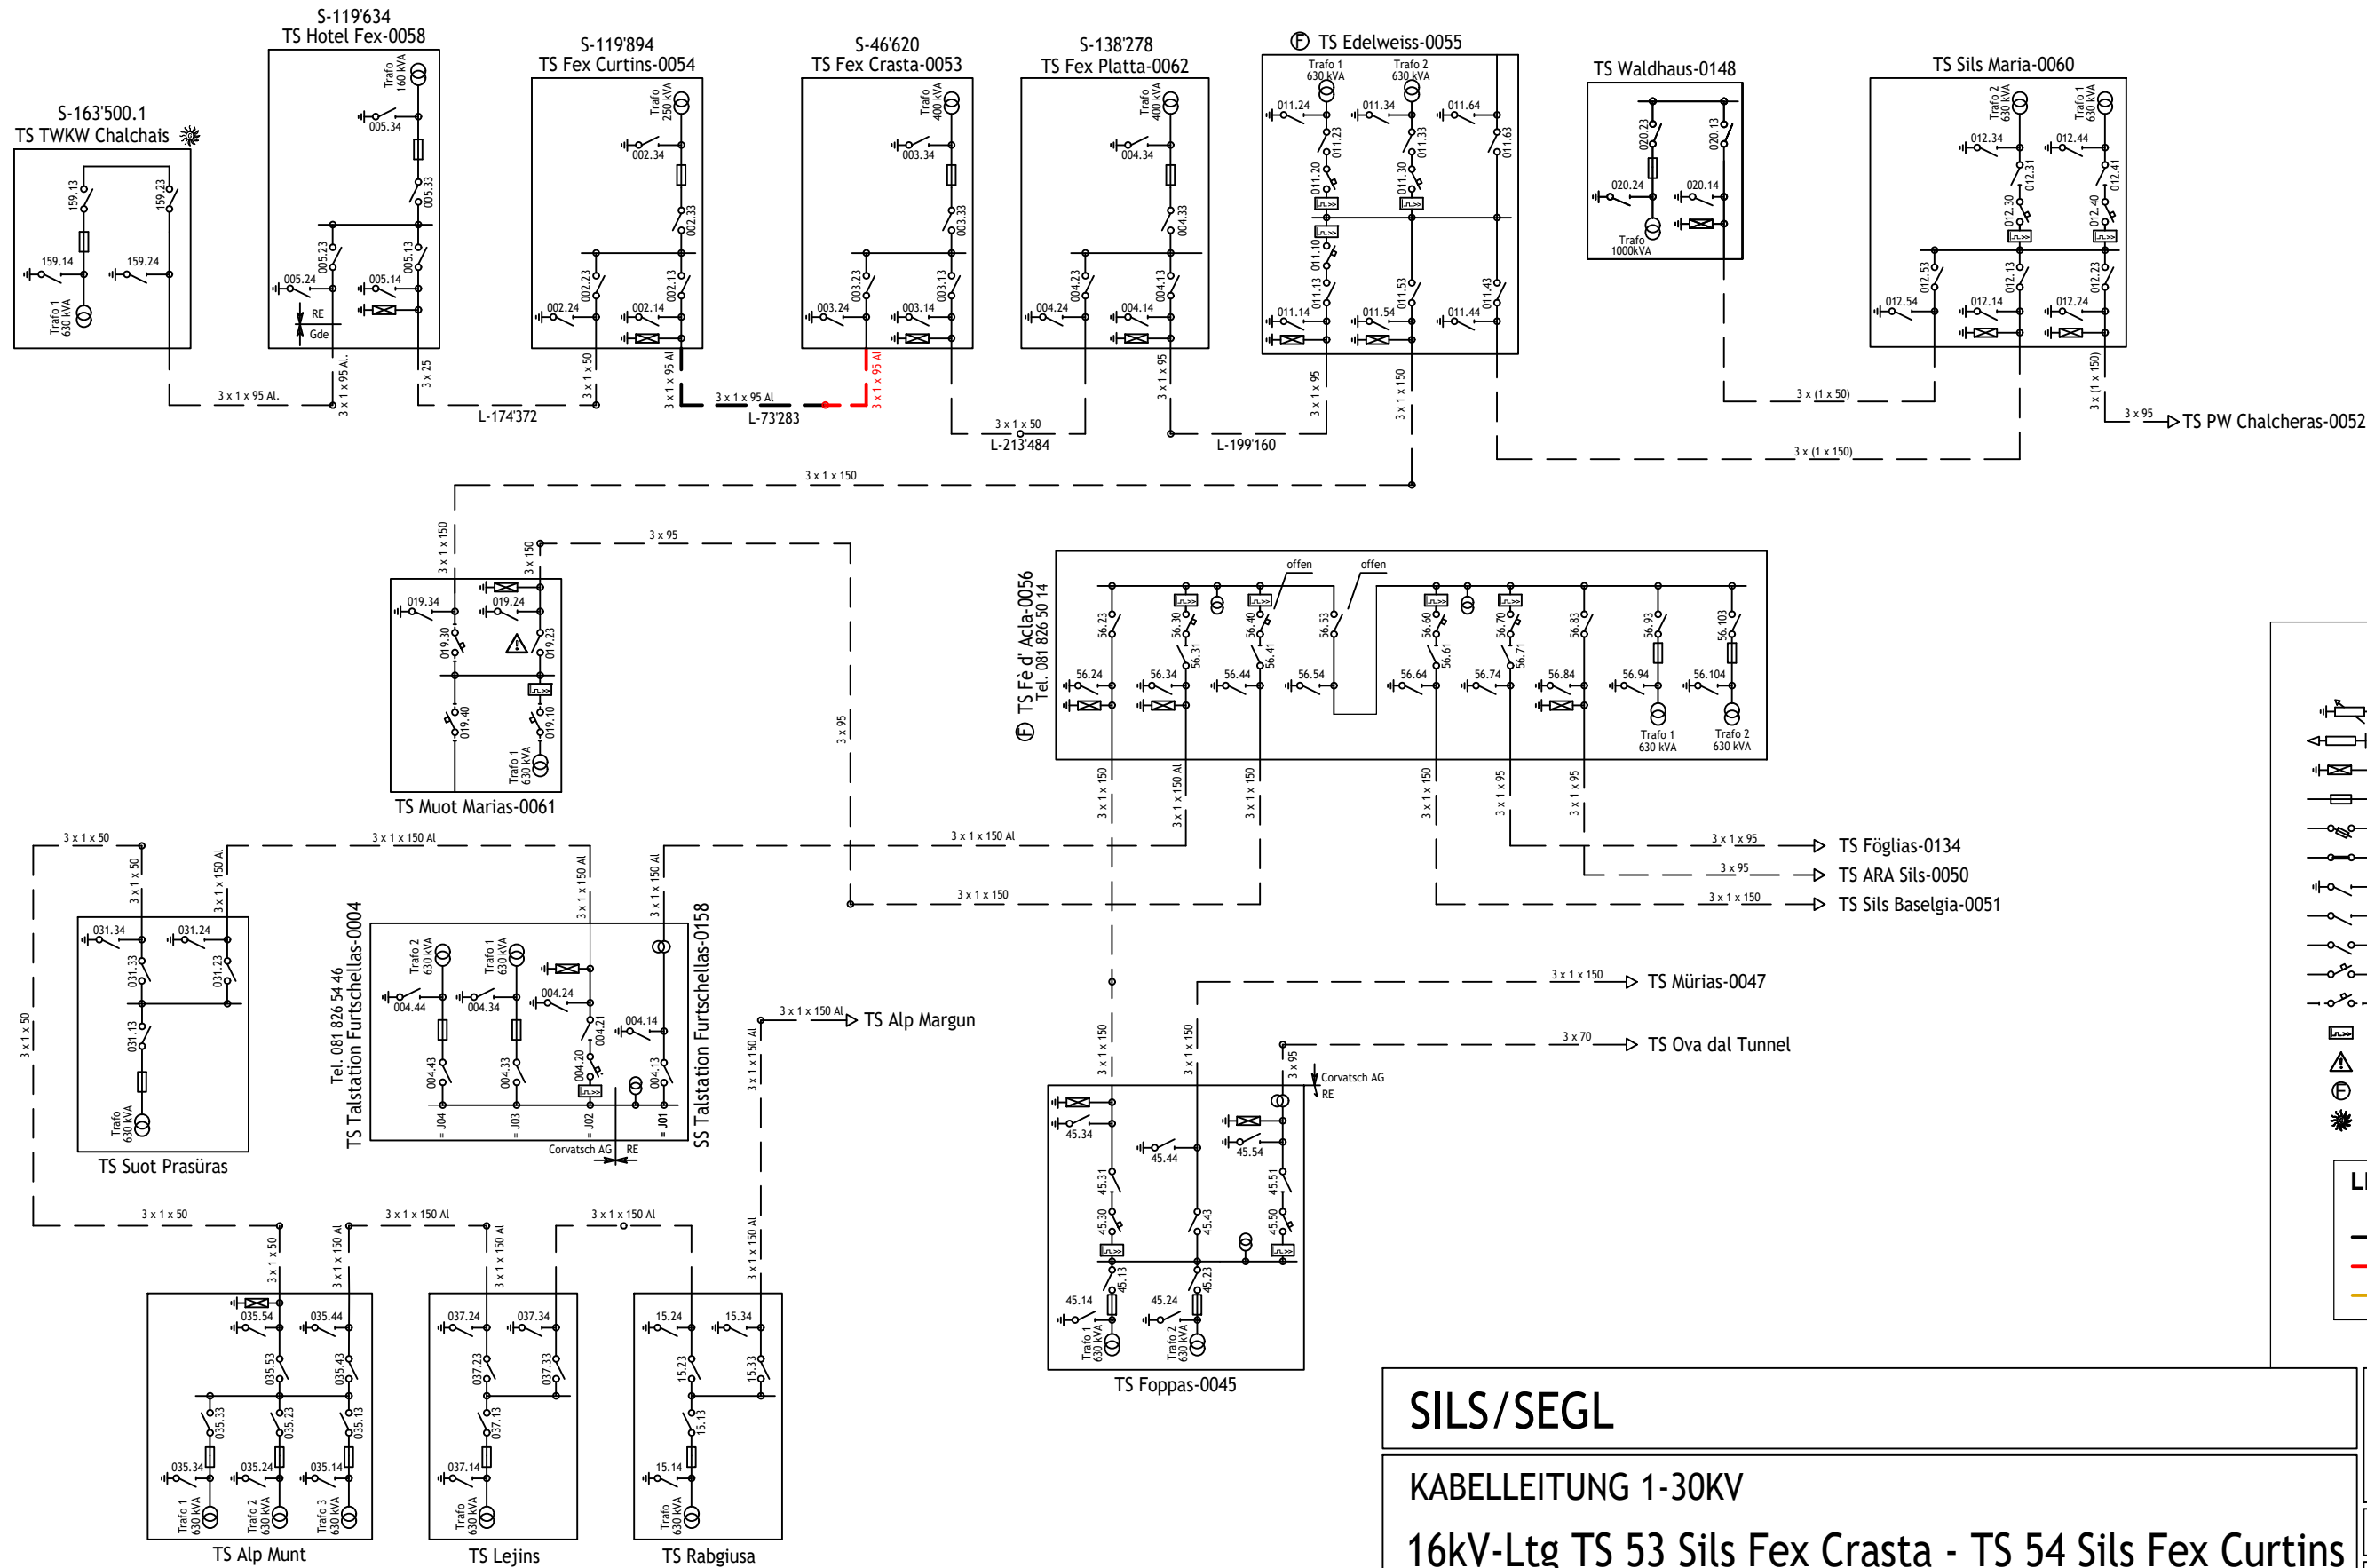 S-163'500.1
TS TWKW Chalchais
159.13
159.23
159.14
159.24
Trafo 1
630 kVA
3 x 1 x 95 Al.
S-119'634
TS Hotel Fex-0058
Trafo
160 kVA
005.34
005.33
005.23
005.13
005.24
005.14
RE
Gde
3 x 1 x 95 Al.
3 x 25
L-174'372
S-119'894
TS Fex Curtins-0054
Trafo
250 kVA
002.34
002.33
002.23
002.13
002.24
002.14
3 x 1 x 50
3 x 1 x 95 Al
3 x 1 x 95 Al
L-73'283
S-46'620
TS Fex Crasta-0053
Trafo
400 kVA
003.34
003.33
003.23
003.13
003.24
003.14
3 x 1 x 95 Al
3 x 1 x 50
L-213'484
S-138'278
TS Fex Platta-0062
Trafo
400 kVA
004.34
004.33
004.23
004.13
004.24
004.14
3 x 1 x 95
L-199'160
F TS Edelweiss-0055
Trafo 1
630 kVA
Trafo 2
630 kVA
011.24
011.34
011.64
011.23
011.33
011.63
011.20
011.30
011.10
011.13
011.53
011.43
011.14
011.54
011.44
3 x 1 x 95
3 x 1 x 150
TS Waldhaus-0148
020.23
020.13
020.24
020.14
Trafo
1000kVA
3 x (1 x 50)
3 x (1 x 150)
TS Sils Maria-0060
Trafo 2
630 kVA
Trafo 1
630 kVA
012.34
012.44
012.31
012.41
012.30
012.40
012.53
012.13
012.23
012.54
012.14
012.24
3 x (1 x 150)
3 x 95
TS PW Chalcheras-0052
3 x 1 x 150
3 x 1 x 150
3 x 150
3 x 95
019.34
019.24
019.30
019.23
019.40
019.10
Trafo 1
630 kVA
TS Muot Marias-0061
3 x 95
F TS Fè d' Acla-0056
Tel. 081 826 50 14
offen
offen
56.23
56.30
56.40
56.53
56.60
56.70
56.83
56.93
56.103
56.31
56.41
56.61
56.71
56.24
56.34
56.44
56.54
56.64
56.74
56.84
56.94
56.104
Trafo 1
630 kVA
Trafo 2
630 kVA
3 x 1 x 150
3 x 1 x 150 Al
3 x 1 x 150
3 x 1 x 150
3 x 1 x 95
3 x 1 x 95
3 x 1 x 95
TS Föglias-0134
3 x 95
TS ARA Sils-0050
3 x 1 x 150
TS Sils Baselgia-0051
3 x 1 x 50
3 x 1 x 150 Al
3 x 1 x 150 Al
3 x 1 x 150
3 x 1 x 50
3 x 1 x 150 Al
3 x 1 x 150 Al
3 x 1 x 150 Al
031.34
031.24
031.33
031.23
031.13
Trafo
630 kVA
TS Suot Prasüras
3 x 1 x 50
Tel. 081 826 54 46
TS Talstation Furtschellas-0004
Trafo 2
630 kVA
Trafo 1
630 kVA
004.44
004.34
004.24
004.14
004.43
004.33
004.21
004.20
004.13
= J04
= J03
= J02
= J01
Corvatsch AG
RE
SS Talstation Furtschellas-0158
3 x 1 x 150 Al
TS Alp Margun
3 x 1 x 150 Al
3 x 1 x 150 Al
3 x 1 x 150
TS Mürias-0047
3 x 70
TS Ova dal Tunnel
3 x 1 x 150
3 x 1 x 150
3 x 95
Corvatsch AG
RE
45.34
45.44
45.54
45.31
45.51
45.30
45.43
45.50
45.13
45.23
45.14
45.24
Trafo 1
630 kVA
Trafo 2
630 kVA
TS Foppas-0045
3 x 1 x 50
3 x 1 x 150 Al
3 x 1 x 150 Al
3 x 1 x 50
3 x 1 x 150 Al
3 x 1 x 150 Al
035.54
035.44
035.53
035.43
035.33
035.23
035.13
035.34
035.24
035.14
Trafo 1
630 kVA
Trafo 2
630 kVA
Trafo 3
630 kVA
TS Alp Munt
037.24
037.34
037.23
037.33
037.13
037.14
Trafo
630 kVA
TS Lejins
15.24
15.34
15.23
15.33
15.13
15.14
Trafo
630 kVA
TS Rabgiusa
F
SILS/SEGL
KABELLEITUNG 1-30KV
16kV-Ltg TS 53 Sils Fex Crasta - TS 54 Sils Fex Curtins